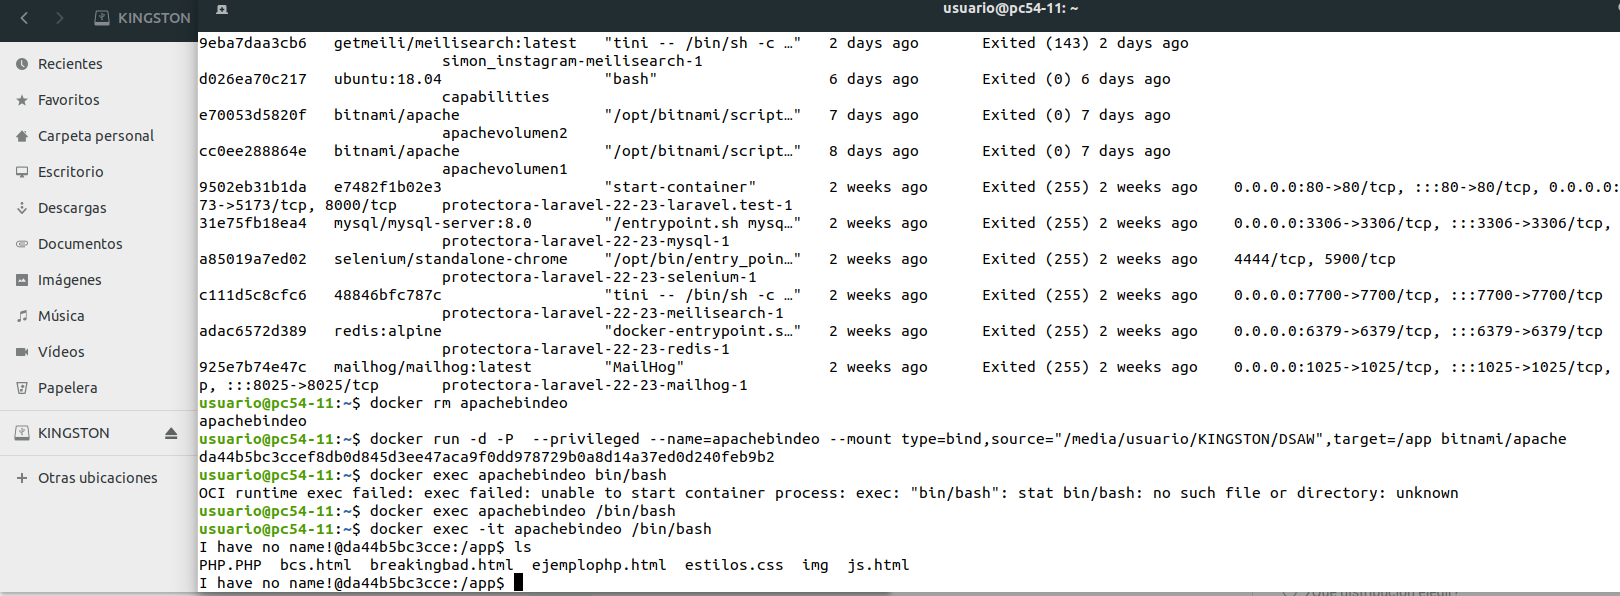 KINGSTON
usuario@pc54-11: ~
Recientes
Favoritos
Carpeta personal
Escritorio
Descargas
Documentos
Imágenes
Música
Vídeos
Papelera
KINGSTON
Otras ubicaciones
9eba7daa3cb6   getmeili/meilisearch:latest   "tini -- /bin/sh -c …"   2 days ago       Exited (143) 2 days ago
simon_instagram-meilisearch-1
d026ea70c217   ubuntu:18.04                  "bash"                   6 days ago       Exited (0) 6 days ago
capabilities
e70053d5820f   bitnami/apache                "/opt/bitnami/script…"   7 days ago       Exited (0) 7 days ago
apachevolumen2
cc0ee288864e   bitnami/apache                "/opt/bitnami/script…"   8 days ago       Exited (0) 7 days ago
apachevolumen1
9502eb31b1da   e7482f1b02e3                  "start-container"        2 weeks ago      Exited (255) 2 weeks ago    0.0.0.0:80->80/tcp, :::80->80/tcp, 0.0.0.0:
73->5173/tcp, 8000/tcp     protectora-laravel-22-23-laravel.test-1
31e75fb18ea4   mysql/mysql-server:8.0        "/entrypoint.sh mysq…"   2 weeks ago      Exited (255) 2 weeks ago    0.0.0.0:3306->3306/tcp, :::3306->3306/tcp,
protectora-laravel-22-23-mysql-1
a85019a7ed02   selenium/standalone-chrome    "/opt/bin/entry_poin…"   2 weeks ago      Exited (255) 2 weeks ago    4444/tcp, 5900/tcp
protectora-laravel-22-23-selenium-1
c111d5c8cfc6   48846bfc787c                  "tini -- /bin/sh -c …"   2 weeks ago      Exited (255) 2 weeks ago    0.0.0.0:7700->7700/tcp, :::7700->7700/tcp
protectora-laravel-22-23-meilisearch-1
adac6572d389   redis:alpine                  "docker-entrypoint.s…"   2 weeks ago      Exited (255) 2 weeks ago    0.0.0.0:6379->6379/tcp, :::6379->6379/tcp
protectora-laravel-22-23-redis-1
925e7b74e47c   mailhog/mailhog:latest        "MailHog"                2 weeks ago      Exited (255) 2 weeks ago    0.0.0.0:1025->1025/tcp, :::1025->1025/tcp,
p, :::8025->8025/tcp       protectora-laravel-22-23-mailhog-1
usuario@pc54-11:~$ docker rm apachebindeo
apachebindeo
usuario@pc54-11:~$ docker run -d -P  --privileged --name=apachebindeo --mount type=bind,source="/media/usuario/KINGSTON/DSAW",target=/app bitnami/apache
da44b5bc3ccef8db0d845d3ee47aca9f0dd978729b0a8d14a37ed0d240feb9b2
usuario@pc54-11:~$ docker exec apachebindeo bin/bash
OCI runtime exec failed: exec failed: unable to start container process: exec: "bin/bash": stat bin/bash: no such file or directory: unknown
usuario@pc54-11:~$ docker exec apachebindeo /bin/bash
usuario@pc54-11:~$ docker exec -it apachebindeo /bin/bash
I have no name!@da44b5bc3cce:/app$ ls
PHP.PHP  bcs.html  breakingbad.html  ejemplophp.html  estilos.css  img  js.html
I have no name!@da44b5bc3cce:/app$